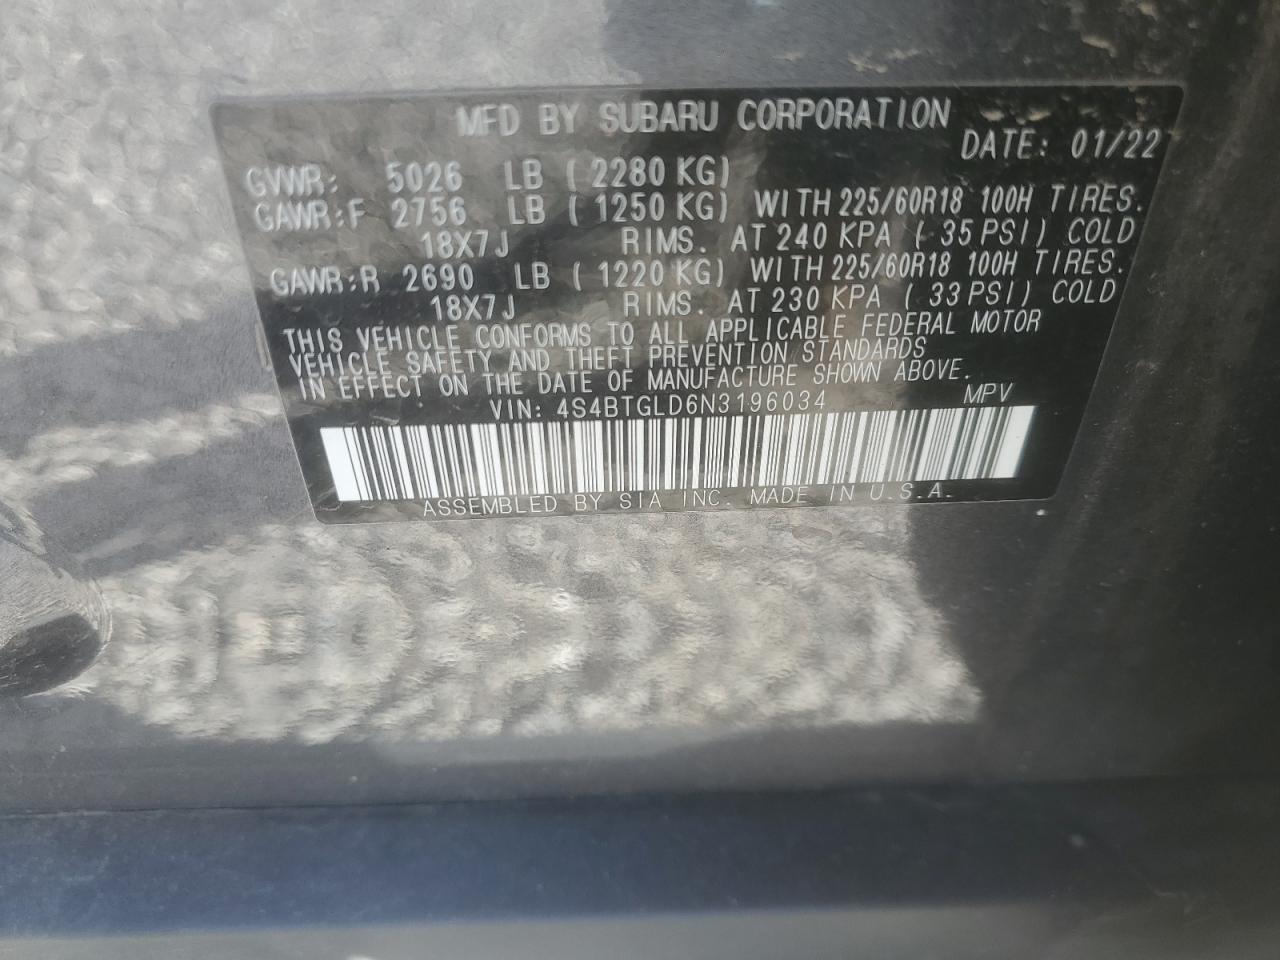 MFD BY SUBARU CORPORATION
DATE: 01/22
GVWR: 5026 LB ( 2280 KG)
GAWR:F 2756 LB ( 1250 KG) WITH 225/60R18 100H TIRES.
18X7J RIMS. AT 240 KPA ( 35 PSI) COLD
GAWR:R 2690 LB ( 1220 KG) WITH 225/60R18 100H TIRES.
18X7J RIMS. AT 230 KPA ( 33 PSI) COLD
THIS VEHICLE CONFORMS TO ALL APPLICABLE FEDERAL MOTOR
VEHICLE SAFETY AND THEFT PREVENTION STANDARDS
IN EFFECT ON THE DATE OF MANUFACTURE SHOWN ABOVE.
VIN: 4S4BTGLD6N3196034 MPV
ASSEMBLED BY SIA INC. MADE IN U.S.A.